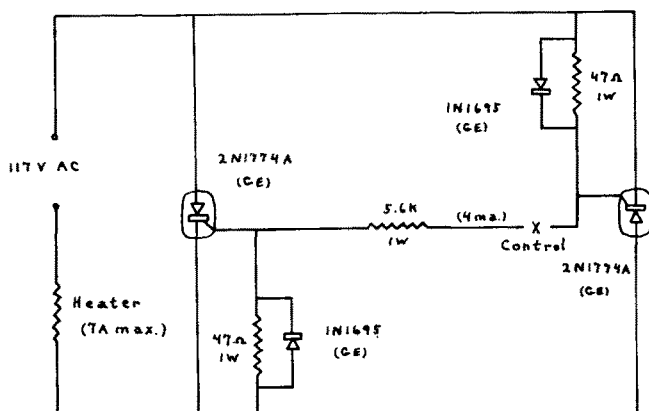 1N1695
(GE)
47Ω
1W
117V AC
2N1774A
(GE)
5.6K
1W
(4ma.)
X
Control
2N1774A
(GE)
Heater
(7A max.)
47Ω
1W
1N1695
(GE)